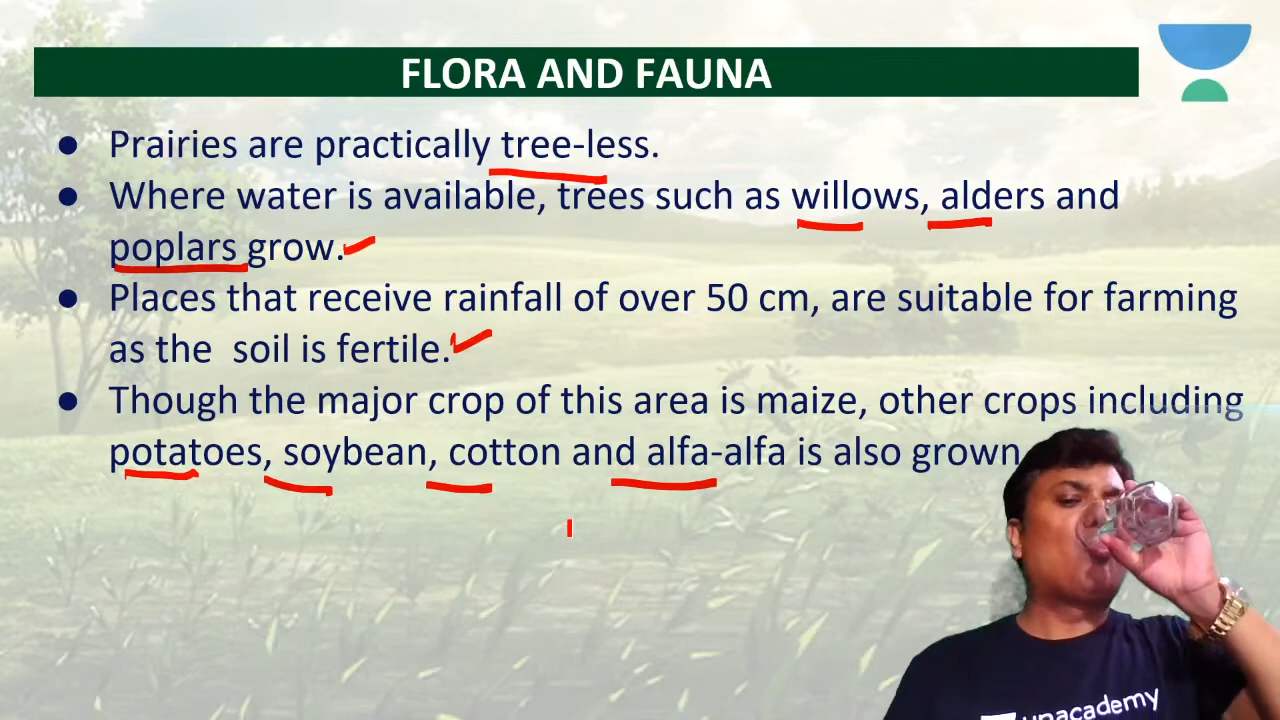 FLORA AND FAUNA
● Prairies are practically tree-less.
● Where water is available, trees such as willows, alders and
poplars grow.
● Places that receive rainfall of over 50 cm, are suitable for farming
as the soil is fertile.
● Though the major crop of this area is maize, other crops including
potatoes, soybean, cotton and alfa-alfa is also grown
unacademy